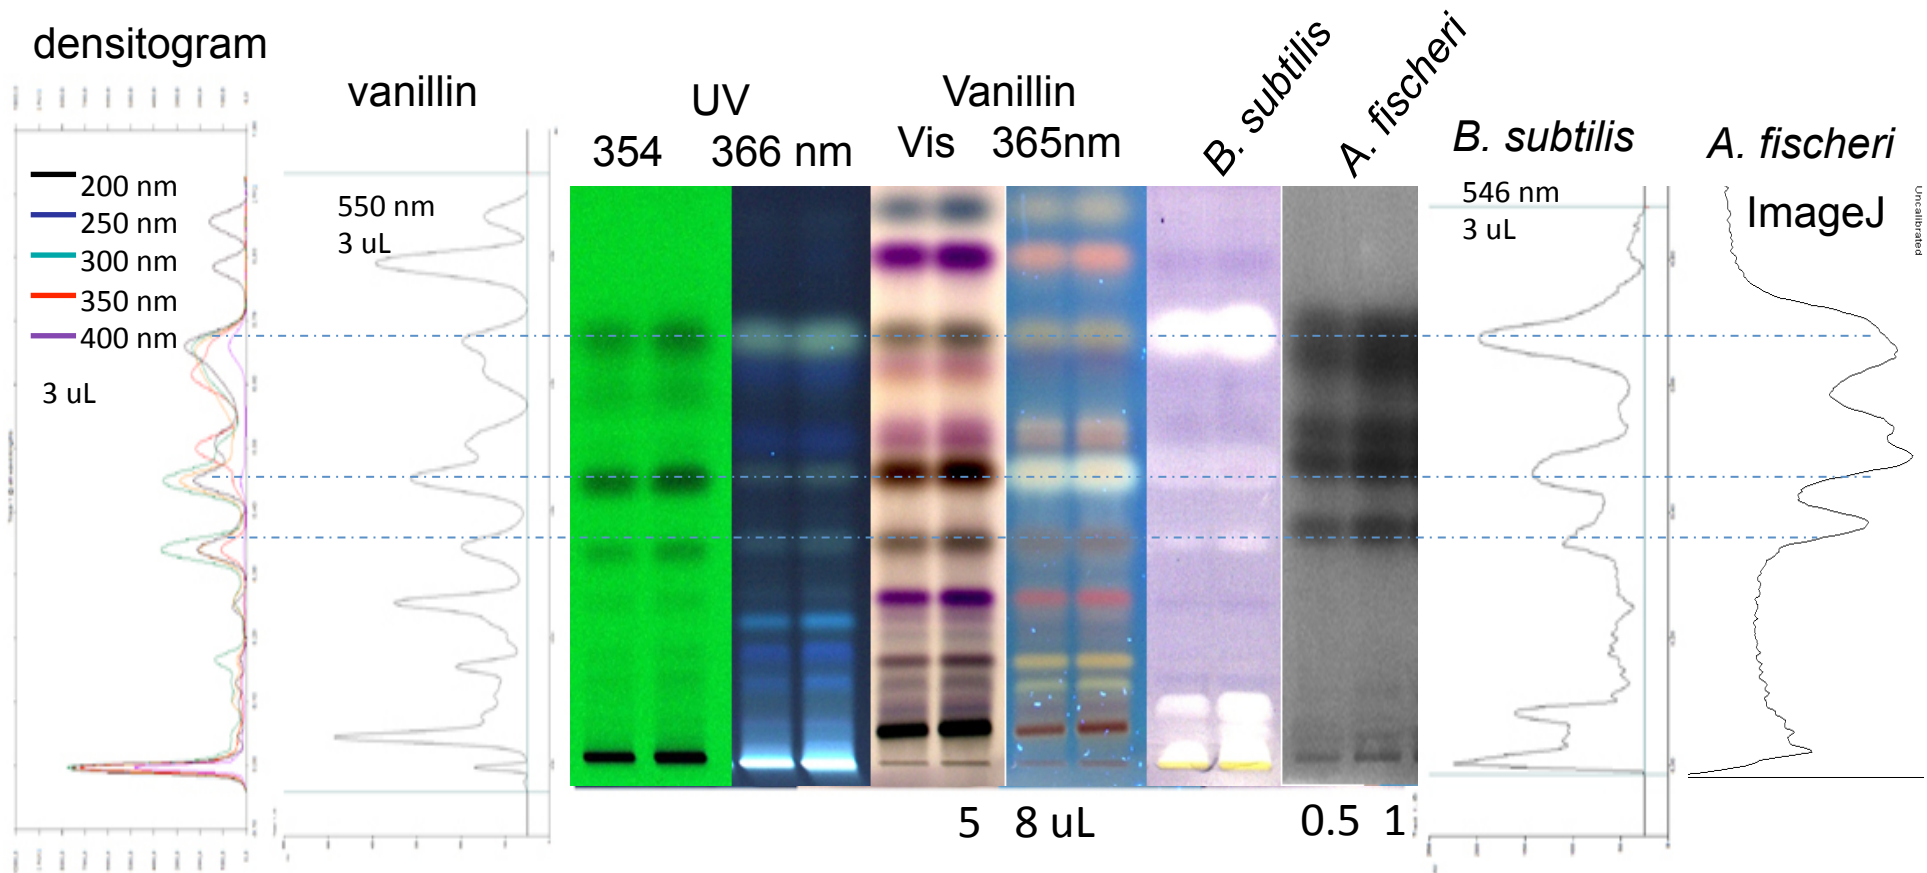 densitogram
200 nm
250 nm
300 nm
350 nm
400 nm
3 uL
vanillin
550 nm
3 uL
UV
354 366 nm
Vanillin
Vis 365nm
B. subtilis
A. fischeri
5 8 uL
0.5 1
B. subtilis
546 nm
3 uL
A. fischeri
ImageJ
Uncalibrated